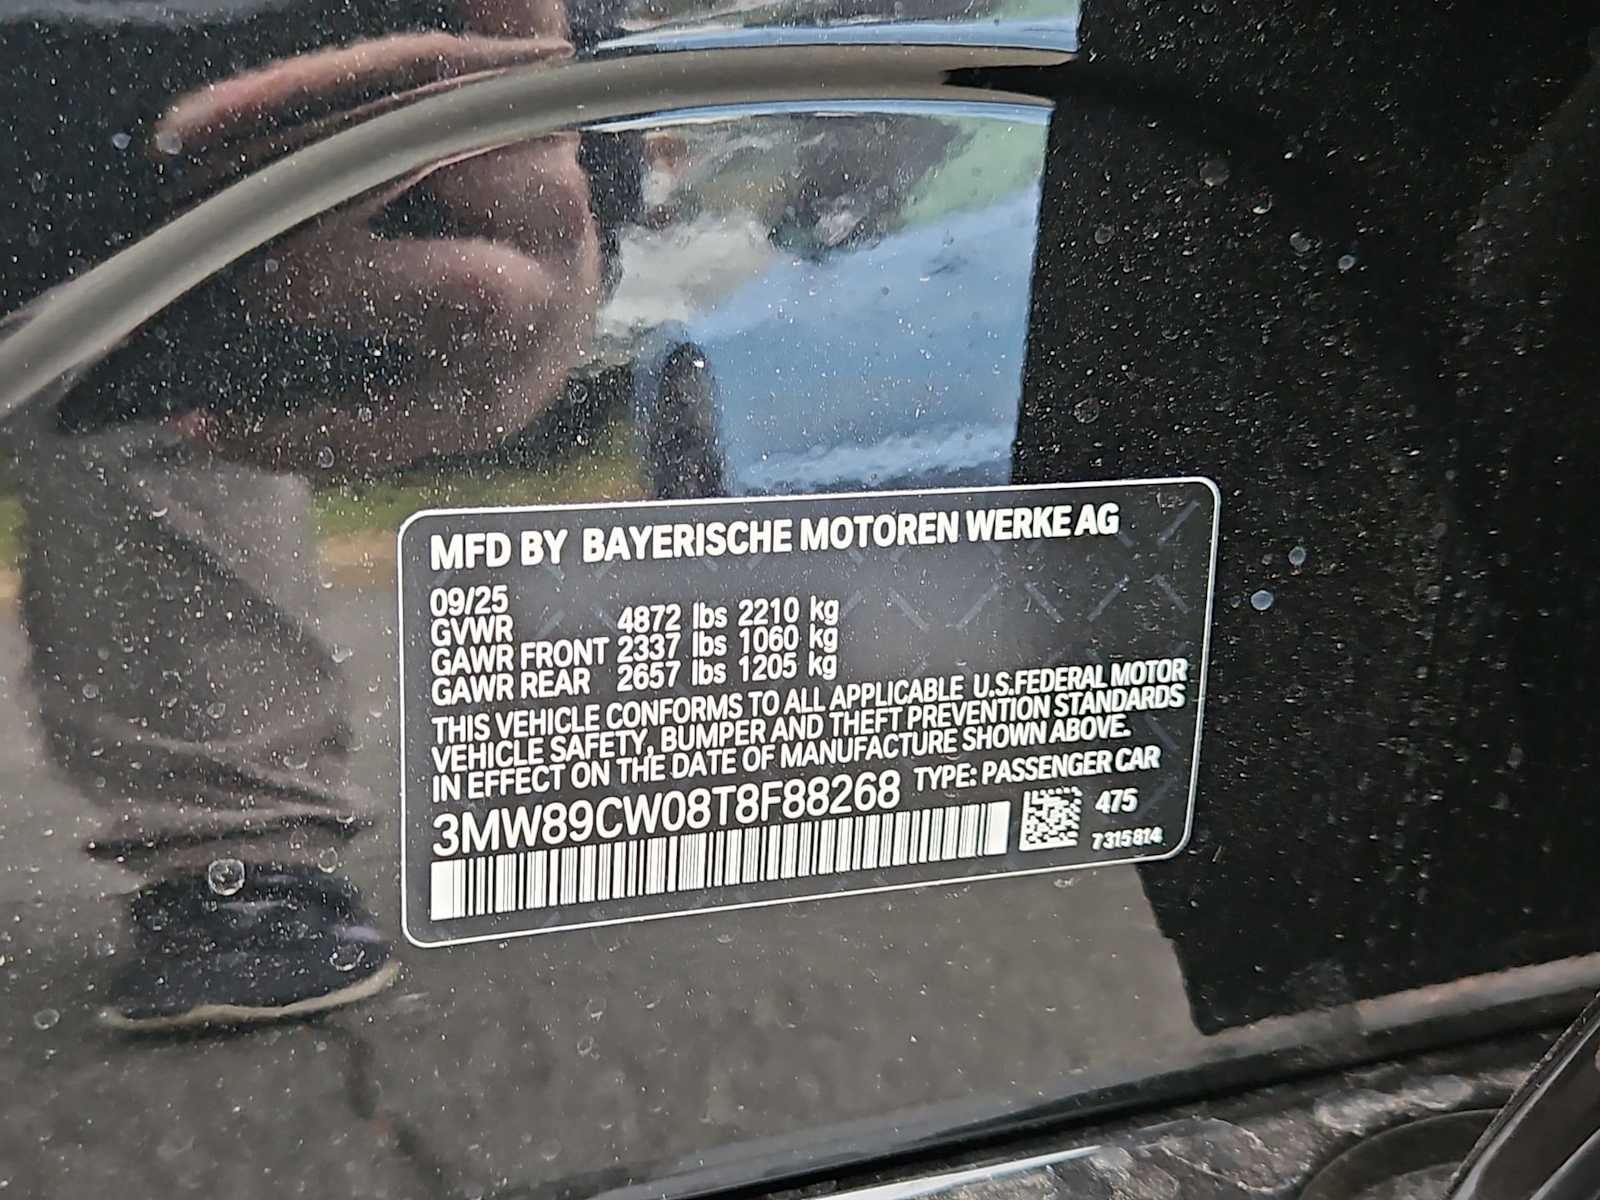 MFD BY BAYERISCHE MOTOREN WERKE AG
09/25
GVWR 4872 lbs 2210 kg
GAWR FRONT 2337 lbs 1060 kg
GAWR REAR 2657 lbs 1205 kg
THIS VEHICLE CONFORMS TO ALL APPLICABLE U.S.FEDERAL MOTOR
VEHICLE SAFETY, BUMPER AND THEFT PREVENTION STANDARDS
IN EFFECT ON THE DATE OF MANUFACTURE SHOWN ABOVE.
3MW89CW08T8F88268 TYPE: PASSENGER CAR
475
7315814